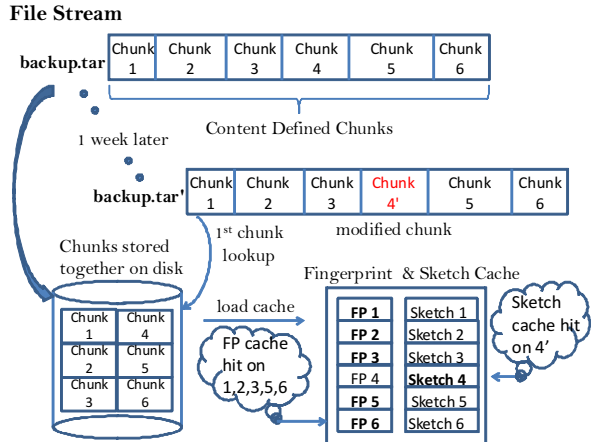 File Stream
backup.tar
Chunk 1
Chunk 2
Chunk 3
Chunk 4
Chunk 5
Chunk 6
1 week later
Content Defined Chunks
backup.tar'
Chunk 1
Chunk 2
Chunk 3
Chunk 4'
Chunk 5
Chunk 6
1st chunk
lookup
modified chunk
Chunks stored
together on disk
Chunk 1
Chunk 4
Chunk 2
Chunk 5
Chunk 3
Chunk 6
load cache
FP cache
hit on
1,2,3,5,6
Fingerprint & Sketch Cache
FP 1
Sketch 1
FP 2
Sketch 2
FP 3
Sketch 3
FP 4
Sketch 4
FP 5
Sketch 5
FP 6
Sketch 6
Sketch
cache hit
on 4’